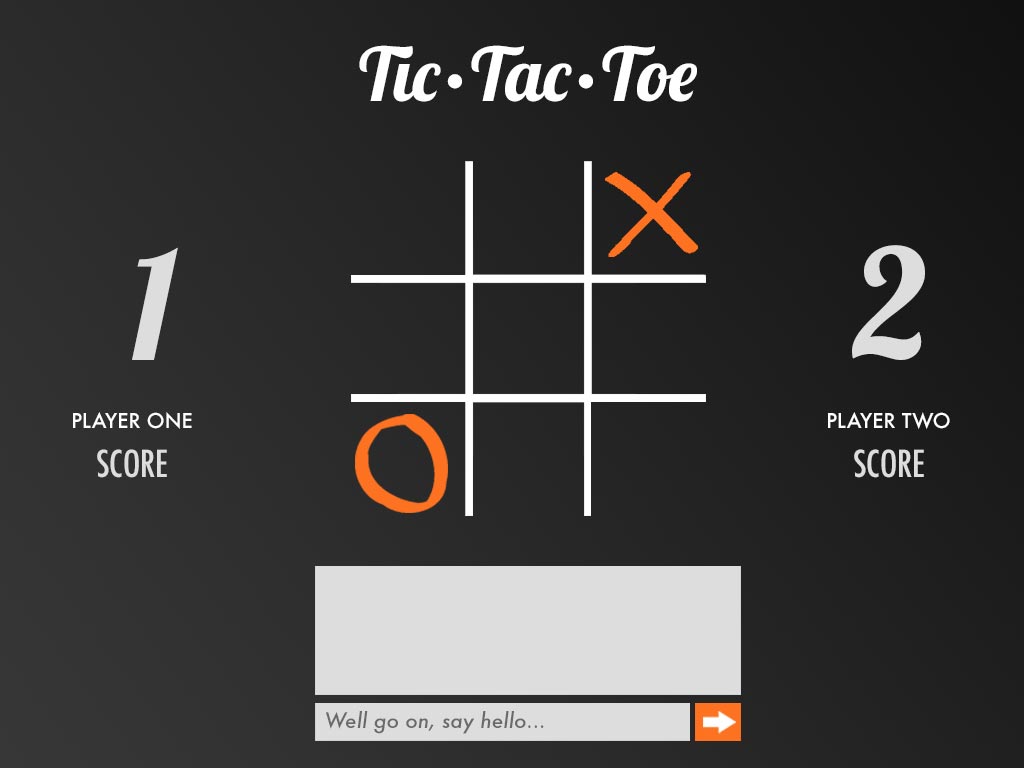 Tic•Tac•Toe
1
PLAYER ONE
SCORE
2
PLAYER TWO
SCORE
Well go on, say hello...